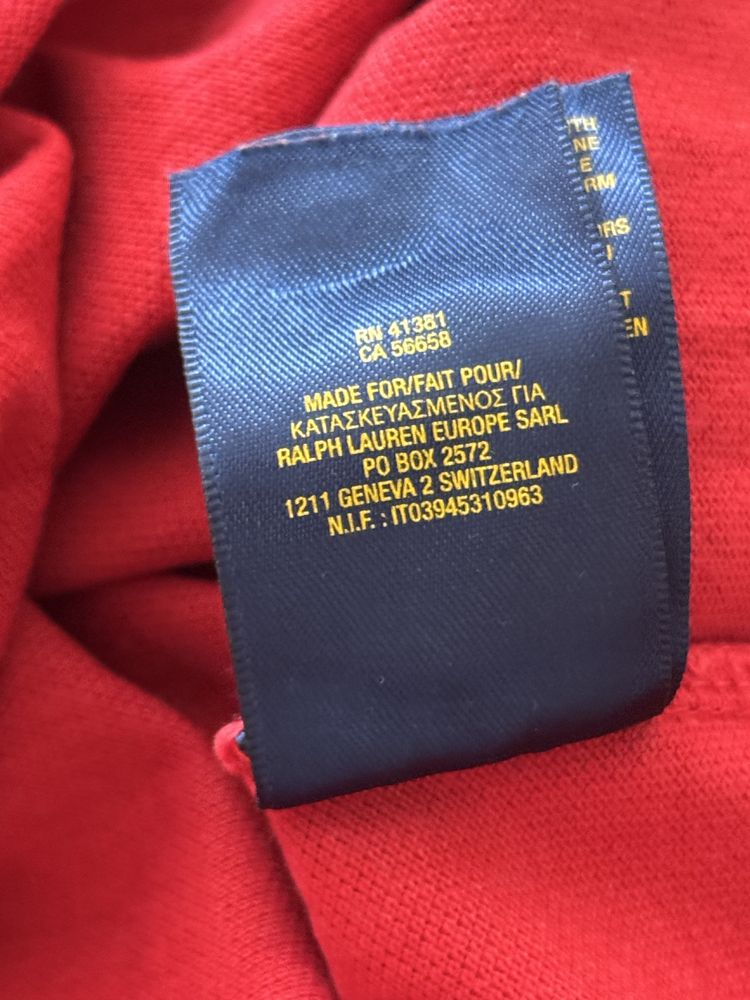 RN 41381
CA 56658
MADE FOR/FAIT POUR/
ΚΑΤΑΣΚΕΥΑΣΜΕΝΟΣ ΓΙΑ
RALPH LAUREN EUROPE SARL
PO BOX 2572
1211 GENEVA 2 SWITZERLAND
N.I.F. : IT03945310963